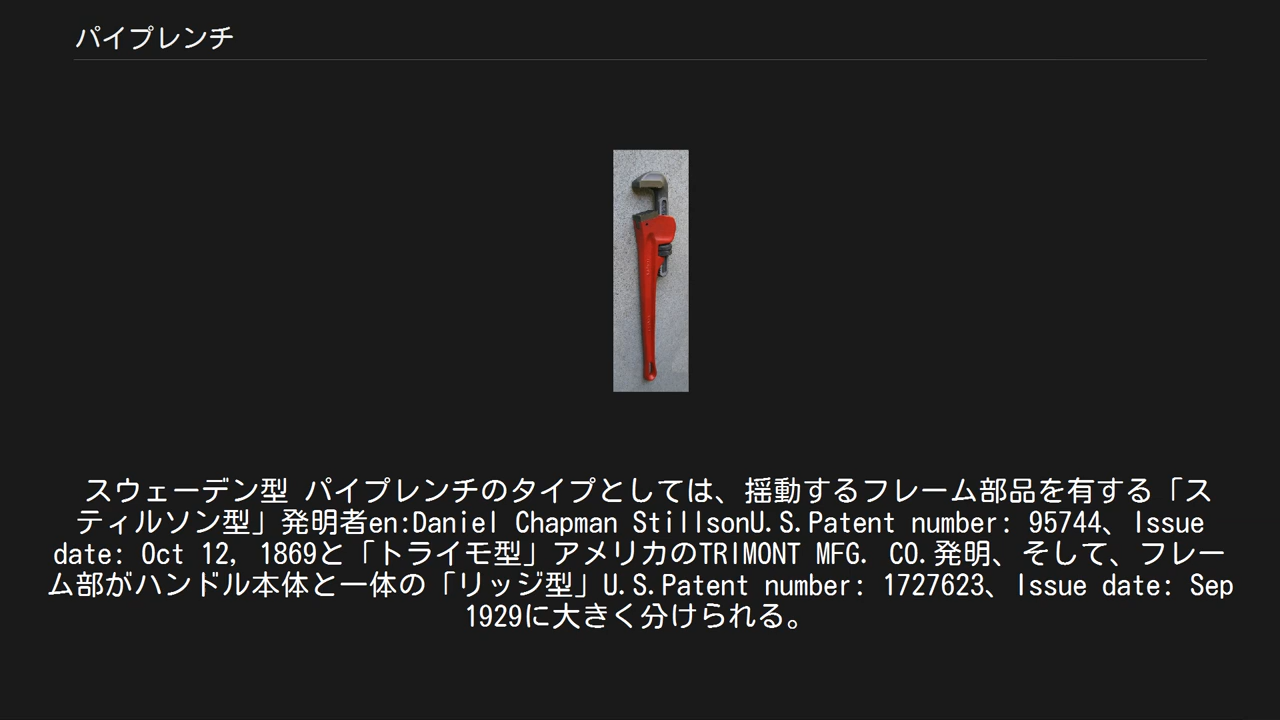 パイプレンチ
スウェーデン型 パイプレンチのタイプとしては、揺動するフレーム部品を有する「ス
ティルソン型」発明者en:Daniel Chapman StillsonU.S.Patent number: 95744、Issue
date: Oct 12, 1869と「トライモ型」アメリカのTRIMONT MFG. CO.発明、そして、フレー
ム部がハンドル本体と一体の「リッジ型」U.S.Patent number: 1727623、Issue date: Sep
1929に大きく分けられる。